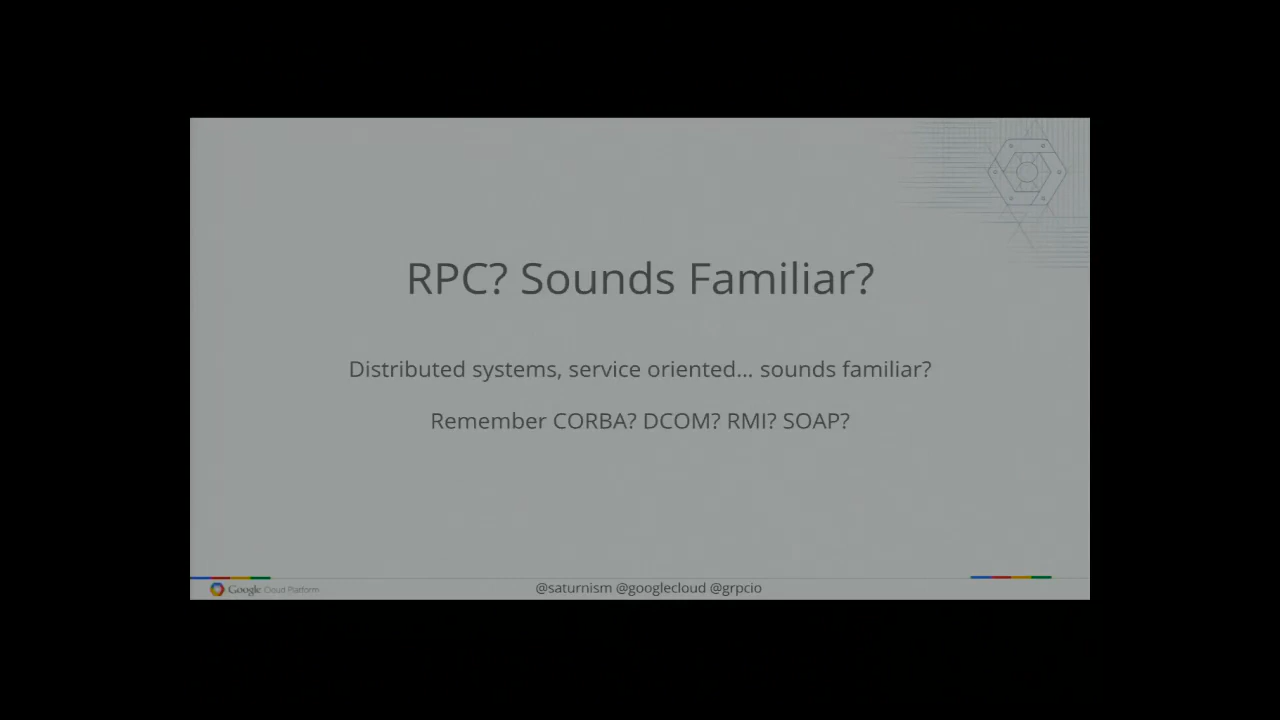 RPC? Sounds Familiar?
Distributed systems, service oriented... sounds familiar?
Remember CORBA? DCOM? RMI? SOAP?
Google Cloud Platform
@saturnism @googlecloud @grpcio